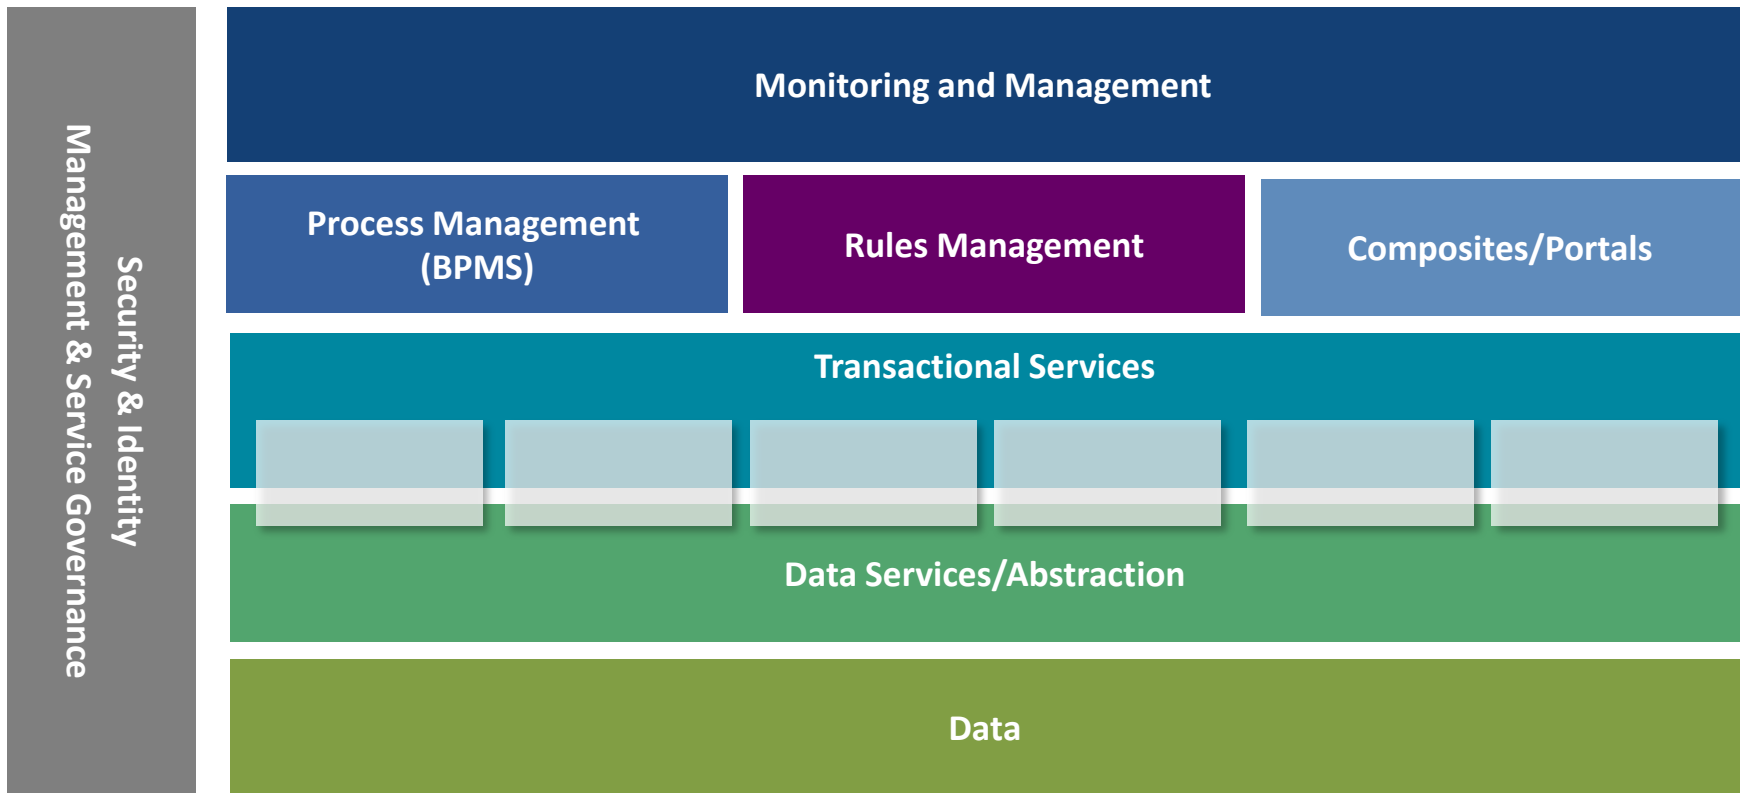 Security & Identity
Management & Service Governance
Monitoring and Management
Process Management
(BPMS)
Rules Management
Composites/Portals
Transactional Services
Data Services/Abstraction
Data